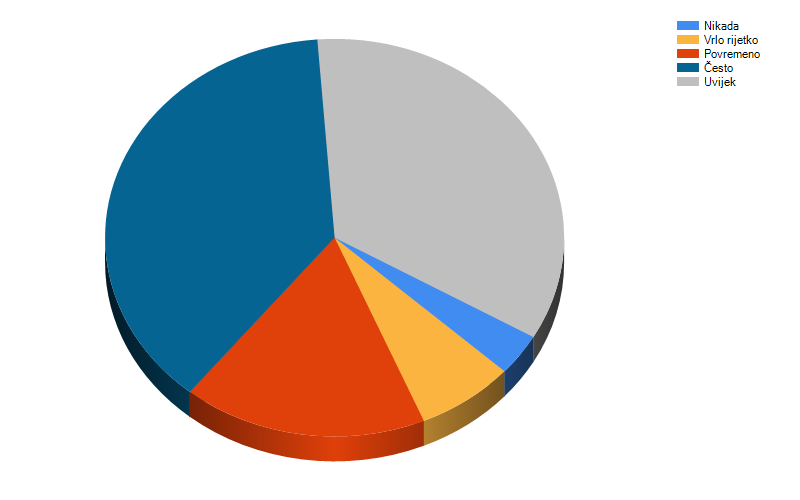 Nikada
Vrlo rijetko
Povremeno
Često
Uvijek